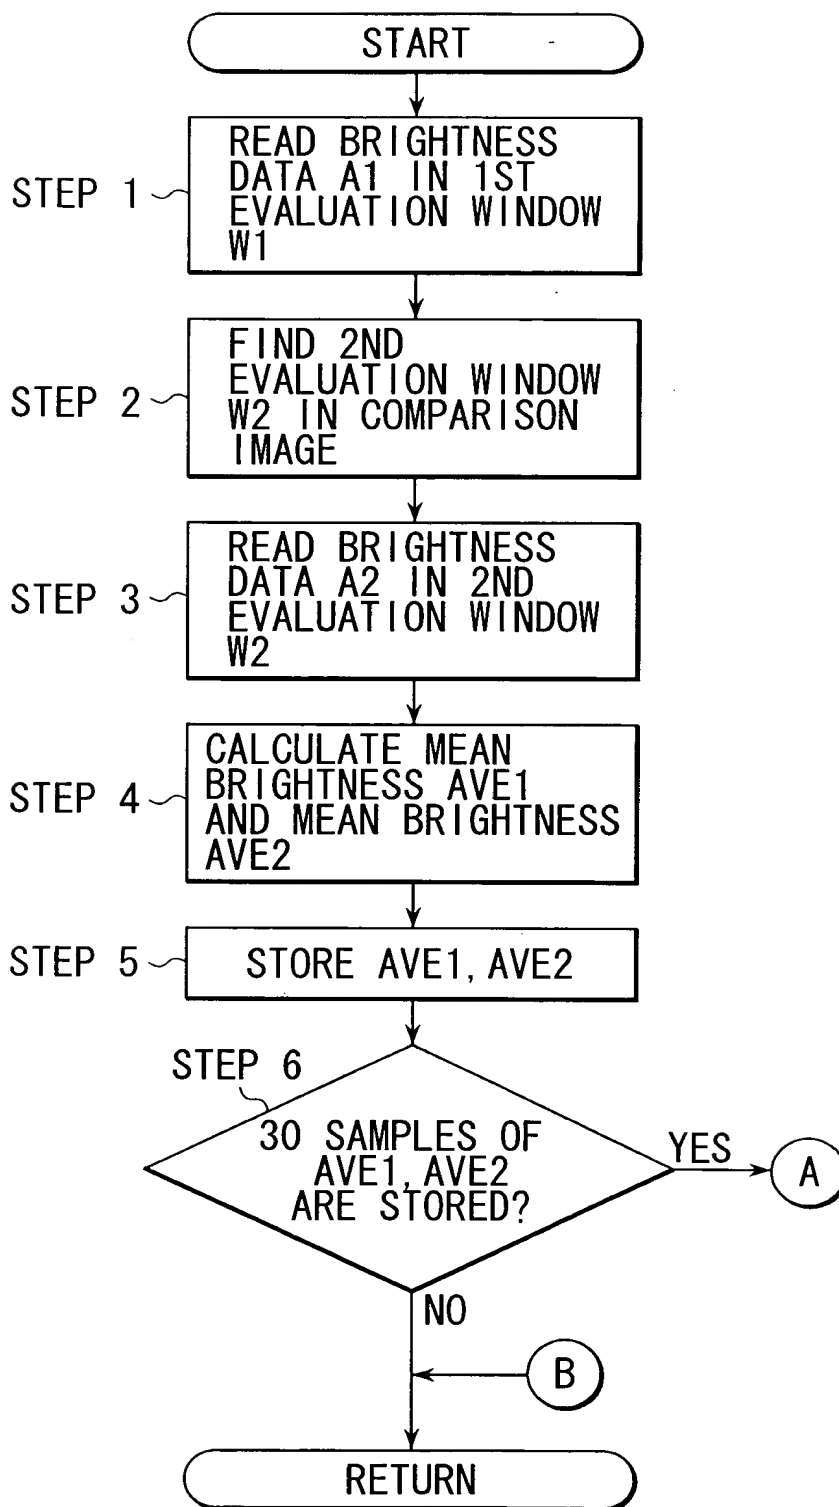 START
STEP 1
READ BRIGHTNESS
DATA A1 IN 1ST
EVALUATION WINDOW
W1
STEP 2
FIND 2ND
EVALUATION WINDOW
W2 IN COMPARISON
IMAGE
STEP 3
READ BRIGHTNESS
DATA A2 IN 2ND
EVALUATION WINDOW
W2
STEP 4
CALCULATE MEAN
BRIGHTNESS AVE1
AND MEAN BRIGHTNESS
AVE2
STEP 5
STORE AVE1, AVE2
STEP 6
30 SAMPLES OF
AVE1, AVE2
ARE STORED?
YES
A
NO
B
RETURN